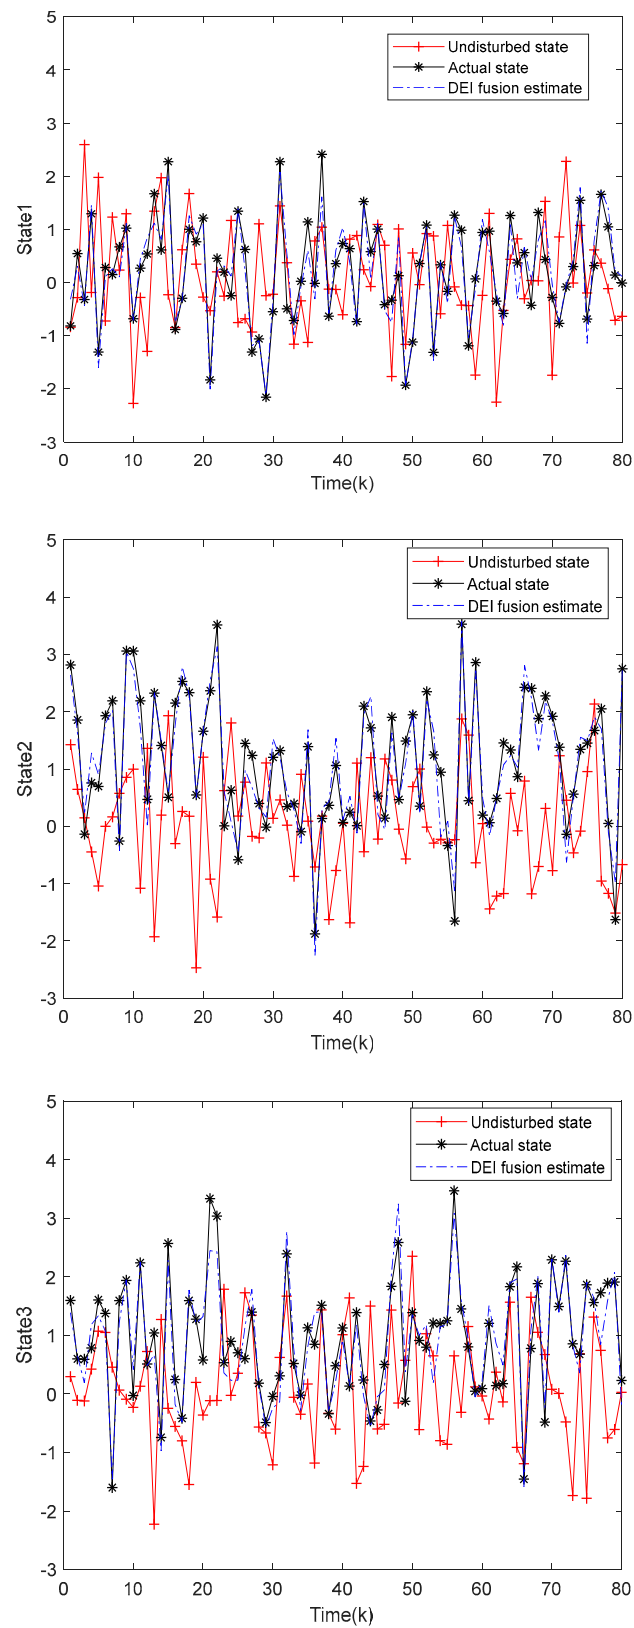 5
4
3
2
1
0
-1
-2
-3
State1
Undisturbed state
Actual state
DEI fusion estimate
0 10 20 30 40 50 60 70 80
Time(k)
5
4
3
2
1
0
-1
-2
-3
State2
Undisturbed state
Actual state
DEI fusion estimate
0 10 20 30 40 50 60 70 80
Time(k)
5
4
3
2
1
0
-1
-2
-3
State3
Undisturbed state
Actual state
DEI fusion estimate
0 10 20 30 40 50 60 70 80
Time(k)